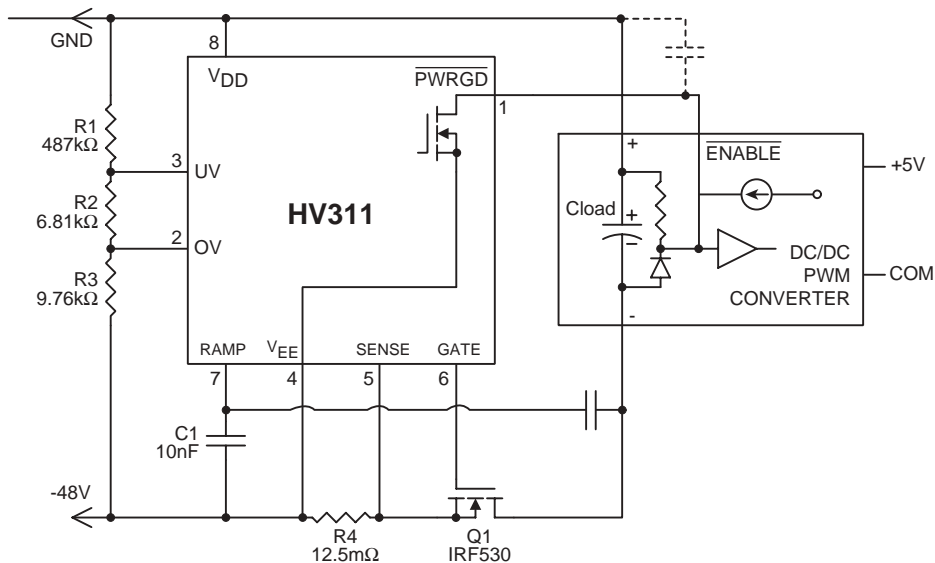 GND
8
VDD
PWRGD
1
R1
487kΩ
3
UV
R2
6.81kΩ
2
OV
R3
9.76kΩ
HV311
ENABLE
+
+5V
Cload
+
−
DC/DC
PWM
CONVERTER
COM
-
RAMP
VEE
SENSE
GATE
7
4
5
6
C1
10nF
-48V
R4
12.5mΩ
Q1
IRF530